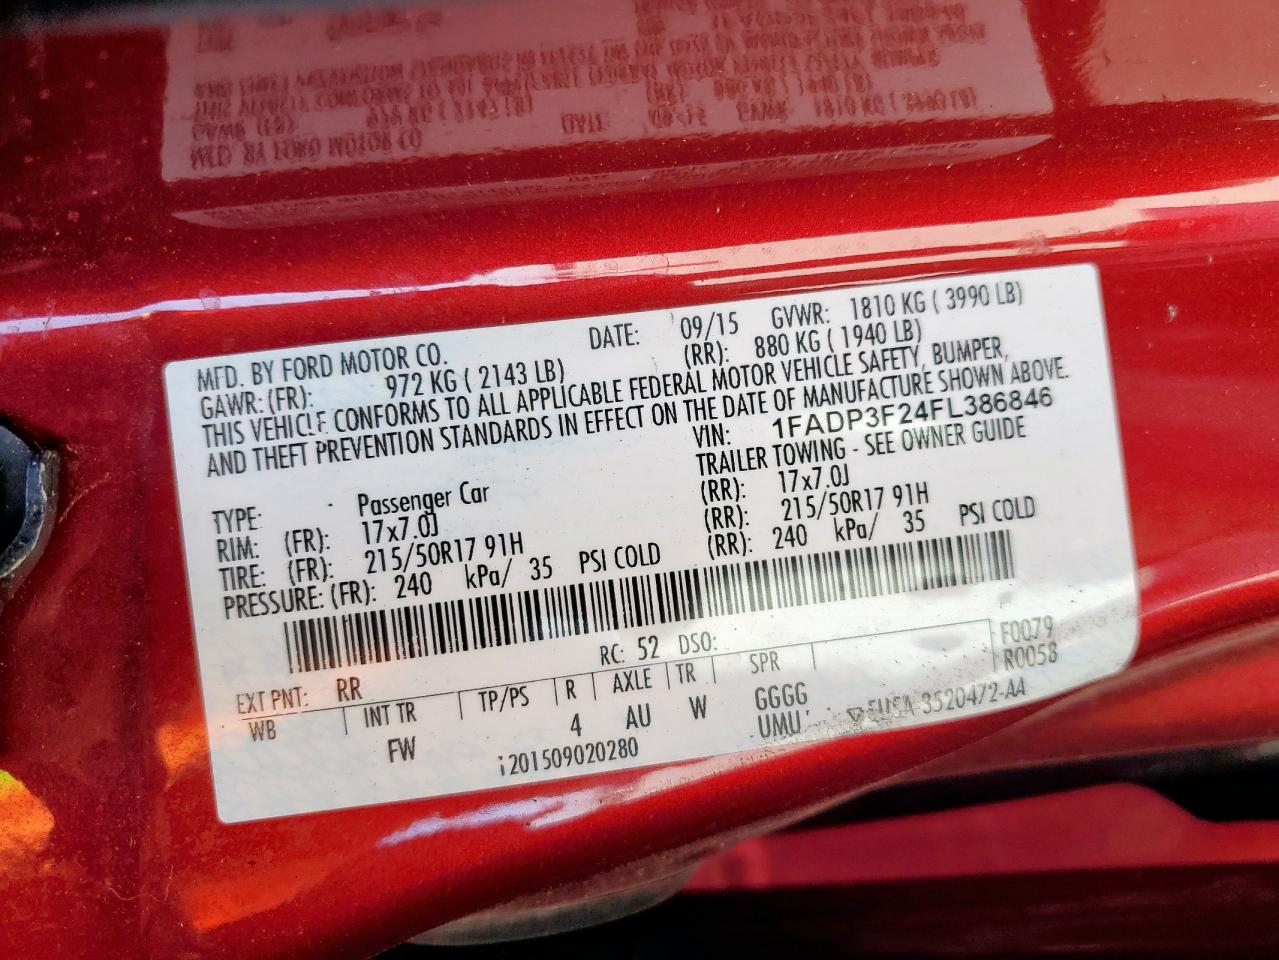 MFD. BY FORD MOTOR CO. DATE: 09/15 GVWR: 1810 KG ( 3990 LB)
GAWR: (FR): 972 KG ( 2143 LB) (RR): 880 KG ( 1940 LB)
THIS VEHICLE CONFORMS TO ALL APPLICABLE FEDERAL MOTOR VEHICLE SAFETY, BUMPER,
AND THEFT PREVENTION STANDARDS IN EFFECT ON THE DATE OF MANUFACTURE SHOWN ABOVE.
VIN: 1FADP3F24FL386846
TYPE: Passenger Car TRAILER TOWING - SEE OWNER GUIDE
RIM: (FR): 17x7.0J (RR): 17x7.0J
TIRE: (FR): 215/50R17 91H (RR): 215/50R17 91H
PRESSURE: (FR): 240 kPa/ 35 PSI COLD (RR): 240 kPa/ 35 PSI COLD
EXT PNT: RR RC: 52 DSO: F0079
WB INT TR TP/PS R AXLE TR SPR R0058
FW 4 AU W GGGG
UMU 3520472-AA
201509020280